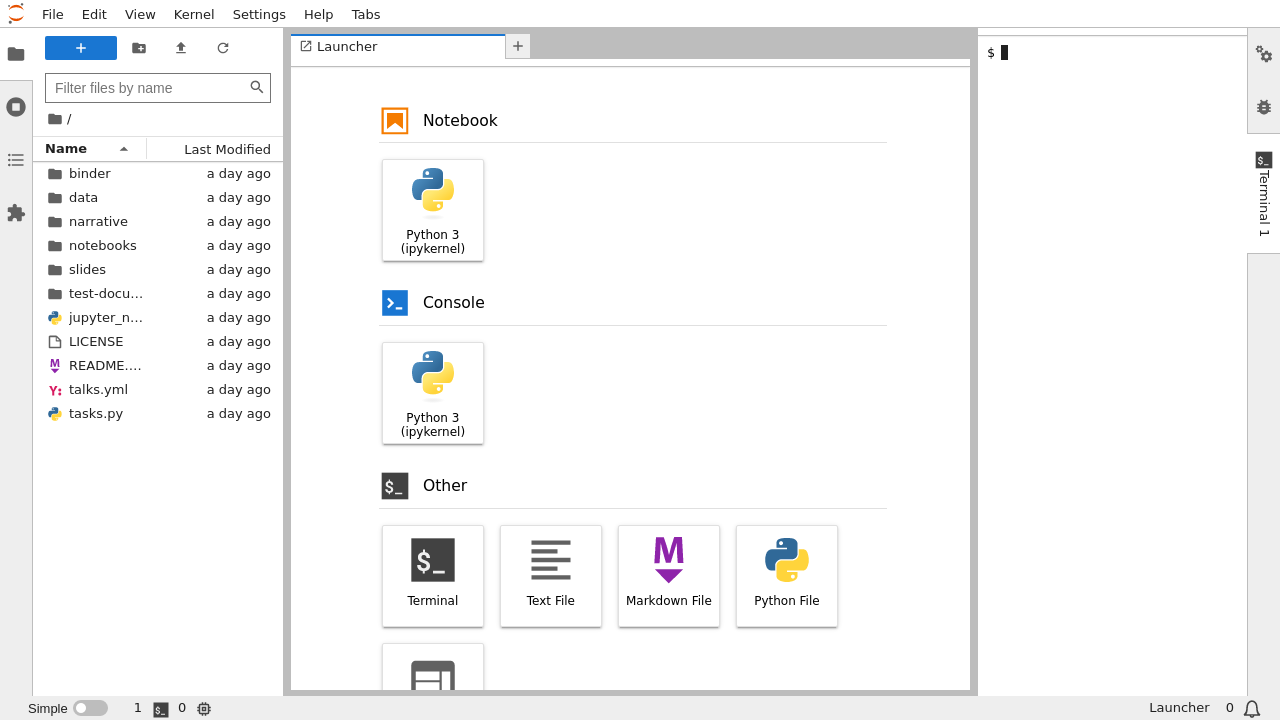 File Edit View Kernel Settings Help Tabs
Launcher
$
Filter files by name
/
Name Last Modified
binder a day ago
data a day ago
narrative a day ago
notebooks a day ago
slides a day ago
test-docu… a day ago
jupyter_n… a day ago
LICENSE a day ago
README.… a day ago
talks.yml a day ago
tasks.py a day ago
Notebook
Python 3
(ipykernel)
Console
Python 3
(ipykernel)
$_ Other
$_
Terminal
Text File
M
Markdown File
Python File
Terminal 1
Simple 1 $_ 0 Launcher 0